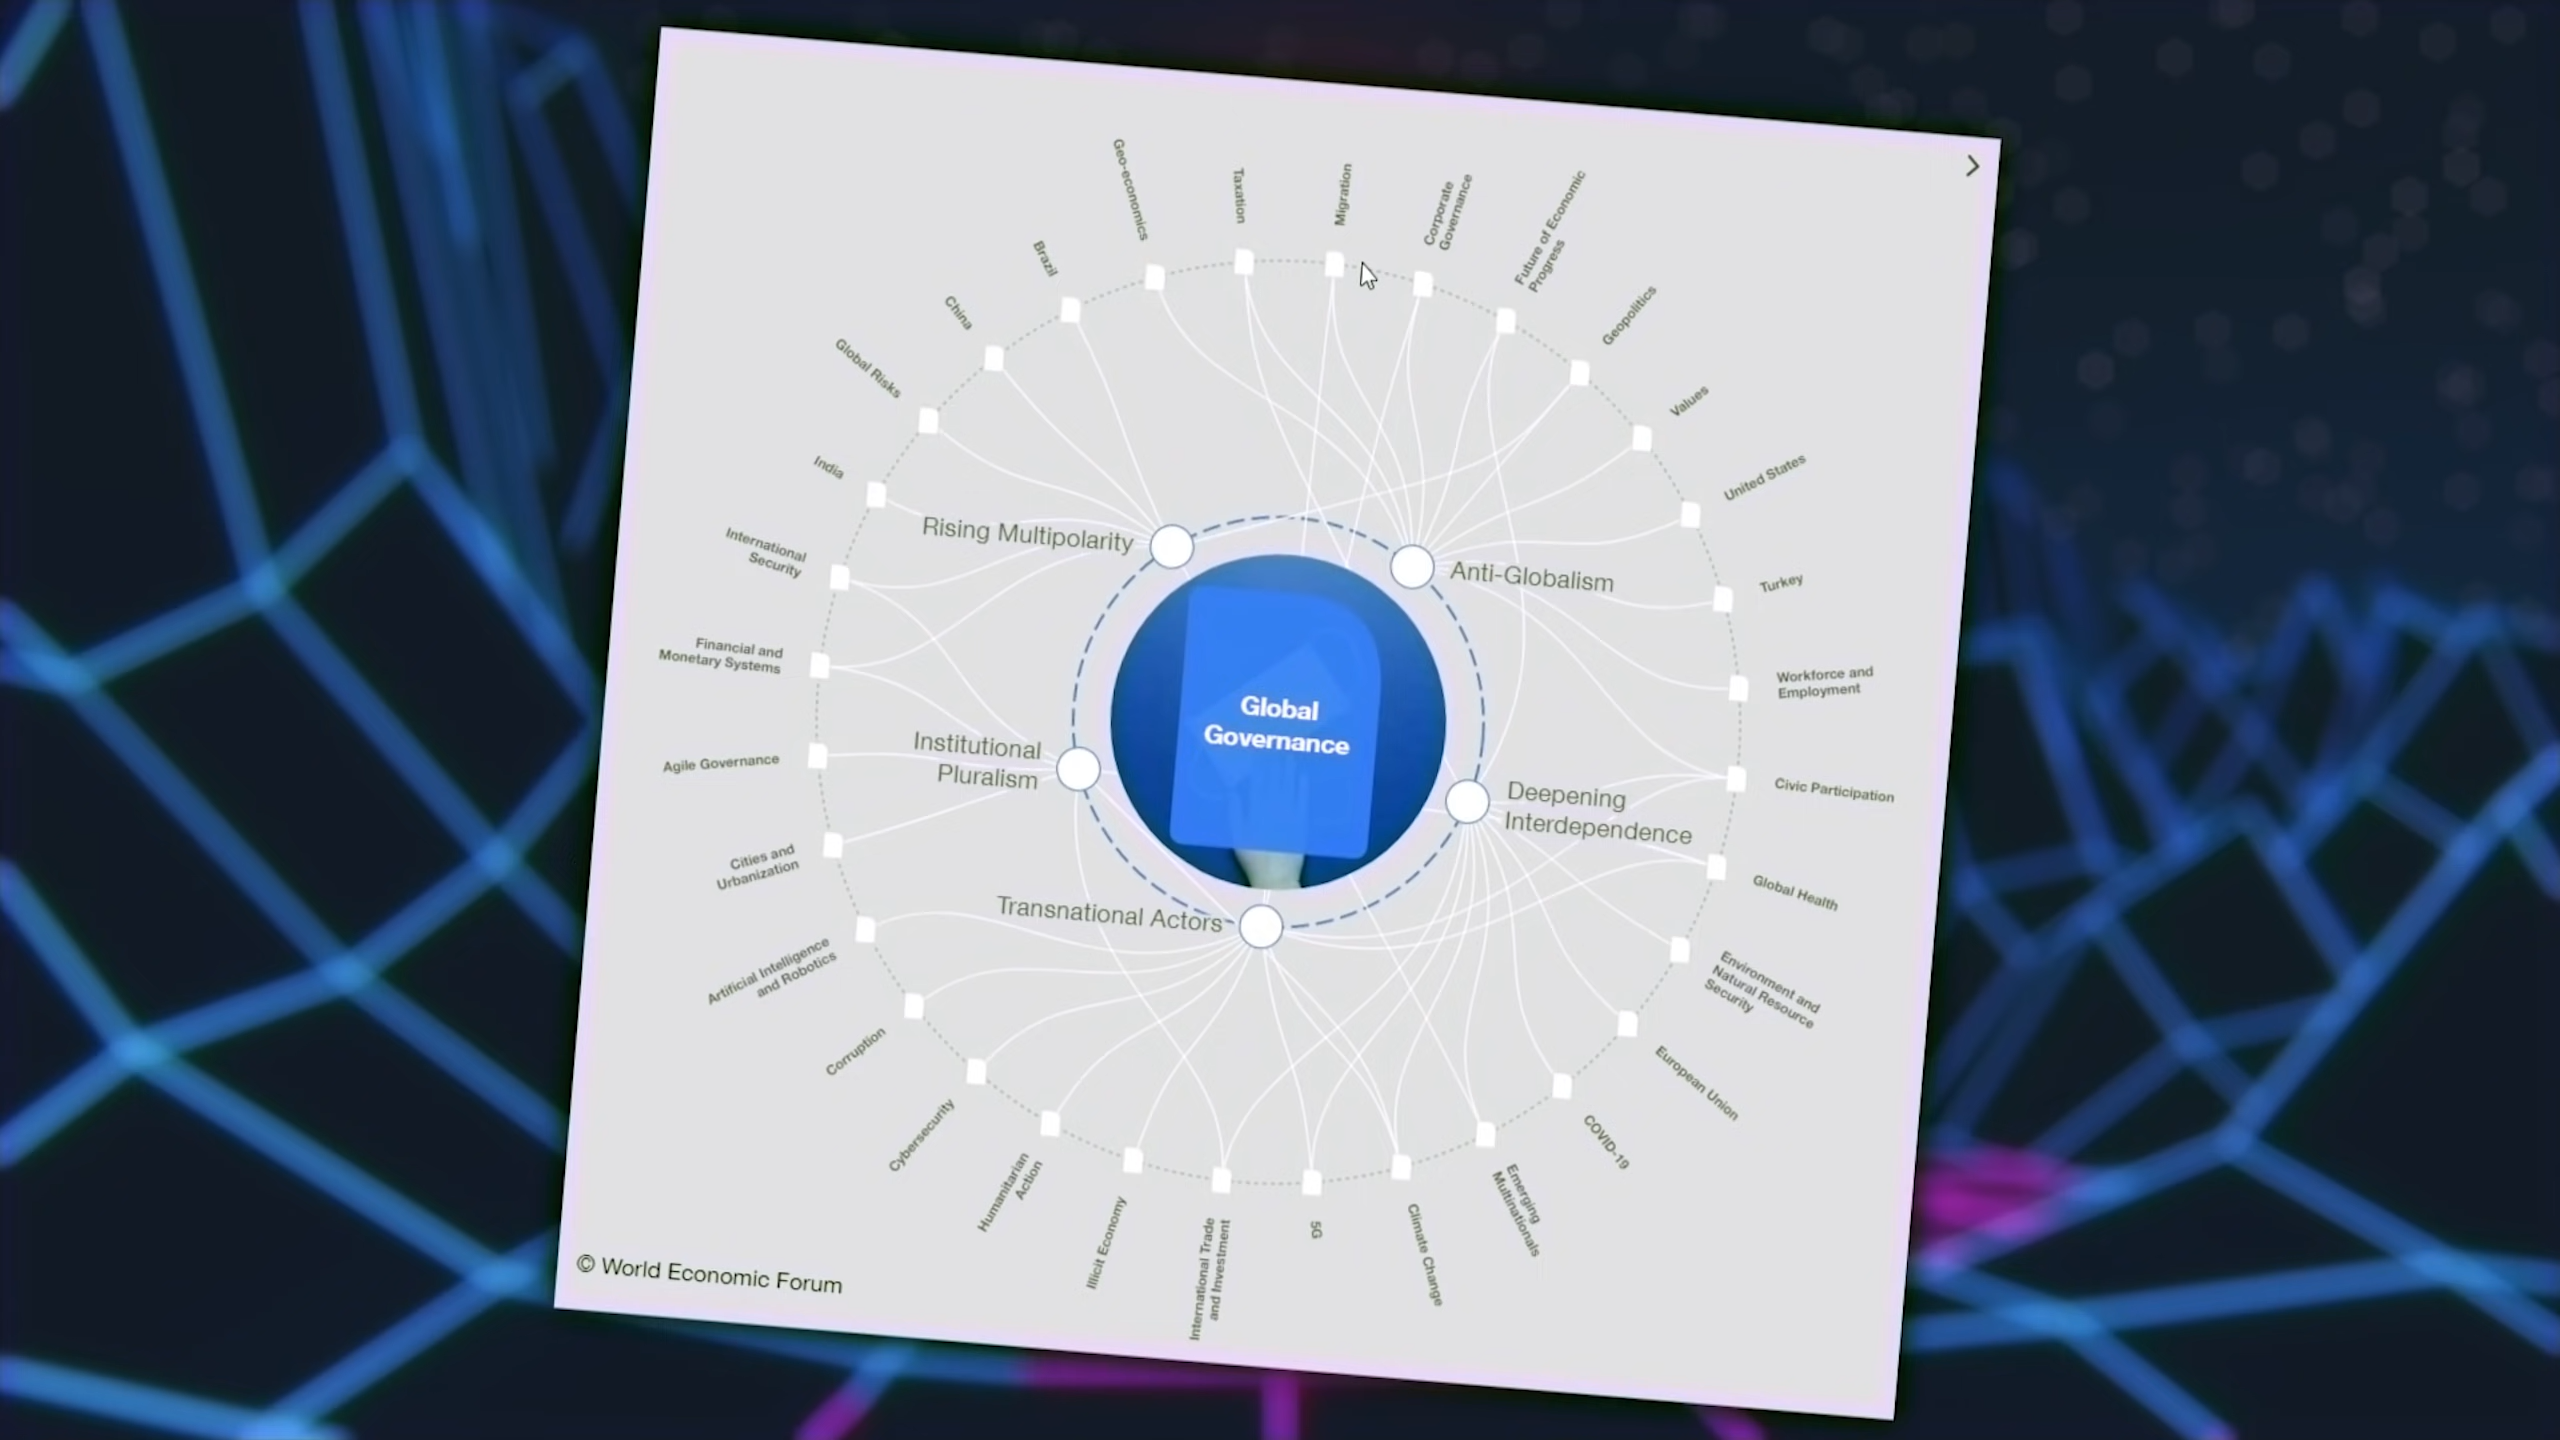 Geo-economics
Taxation
Migration
Corporate
Governance
Future of Economic
Progress
Geopolitics
Values
United States
Turkey
Workforce and
Employment
Civic Participation
Global Health
Environment and
Natural Resource
Security
European Union
COVID-19
Emerging
Multinationals
Climate Change
5G
International Trade
and Investment
Illicit Economy
Humanitarian
Action
Cybersecurity
Corruption
Artificial Intelligence
and Robotics
Cities and
Urbanization
Agile Governance
Financial and
Monetary Systems
International
Security
India
Global Risks
China
Brazil
Rising Multipolarity
Anti-Globalism
Global
Governance
Institutional
Pluralism
Deepening
Interdependence
Transnational Actors
© World Economic Forum